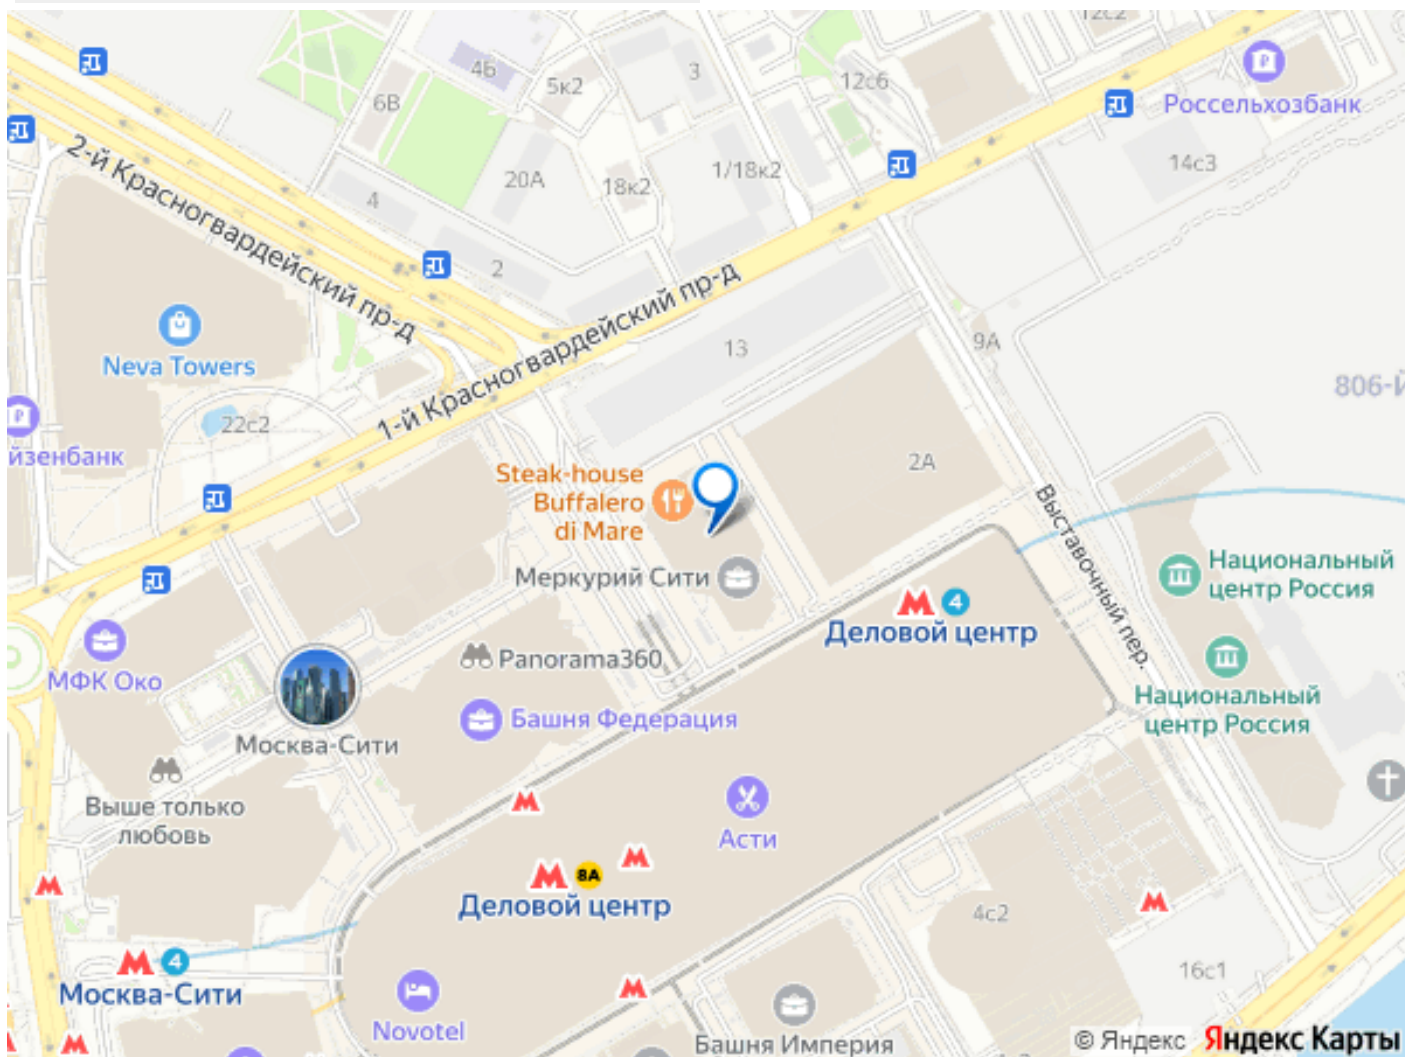 12с2
Россельхозбанк
4Б
3
12с6
5к2
6В
14с3
2-й Красногвардейский пр-д
20А
18к2
1/18к2
4
2
1-й Красногвардейский пр-д
Neva Towers
13
9А
806-Й
22с2
йзенбанк
2А
Steak-house
Buffalero
di Mare
Выставочный пер.
Меркурий Сити
4
Деловой центр
Национальный
центр Россия
Национальный
центр Россия
МФК Око
Panorama360
Башня Федерация
Москва-Сити
Выше только
любовь
Асти
8А
Деловой центр
4с2
4
Москва-Сити
16с1
Novotel
Башня Империя
© Яндекс Яндекс Карты